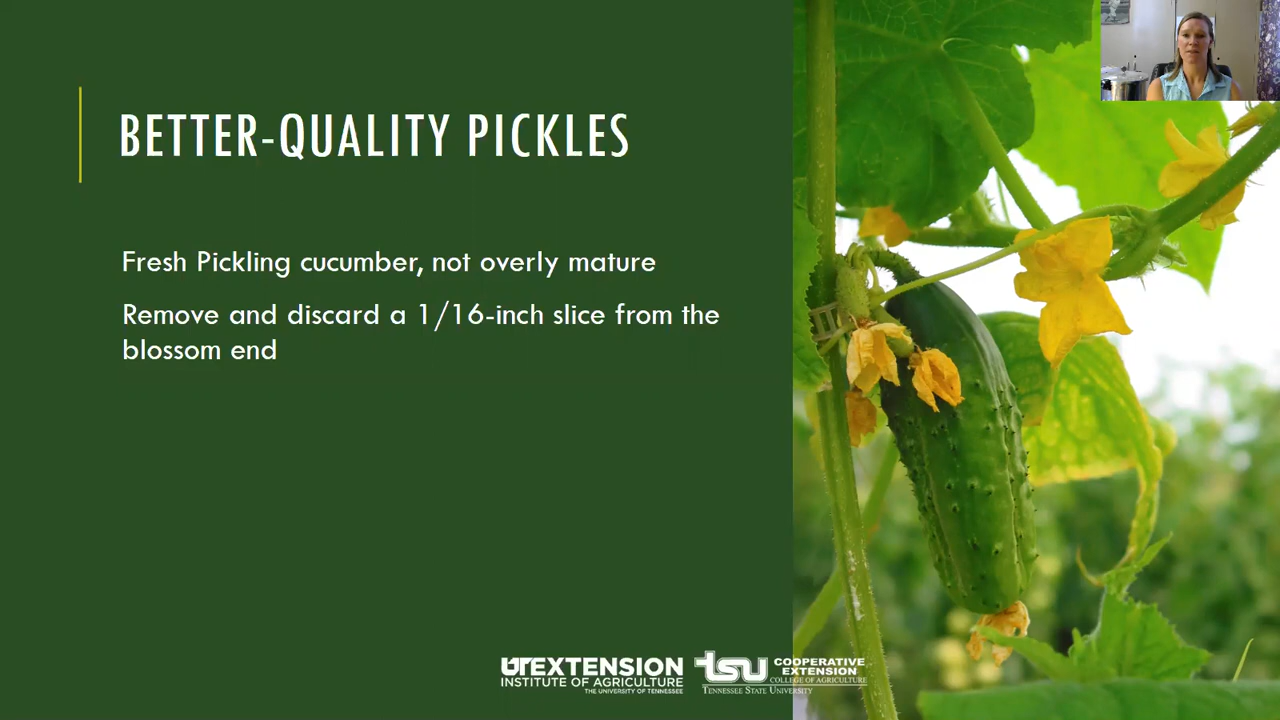 BETTER-QUALITY PICKLES
Fresh Pickling cucumber, not overly mature
Remove and discard a 1/16-inch slice from the
blossom end
UTEXTENSION
INSTITUTE OF AGRICULTURE
THE UNIVERSITY OF TENNESSEE
tsu COOPERATIVE
EXTENSION
COLLEGE OF AGRICULTURE
TENNESSEE STATE UNIVERSITY